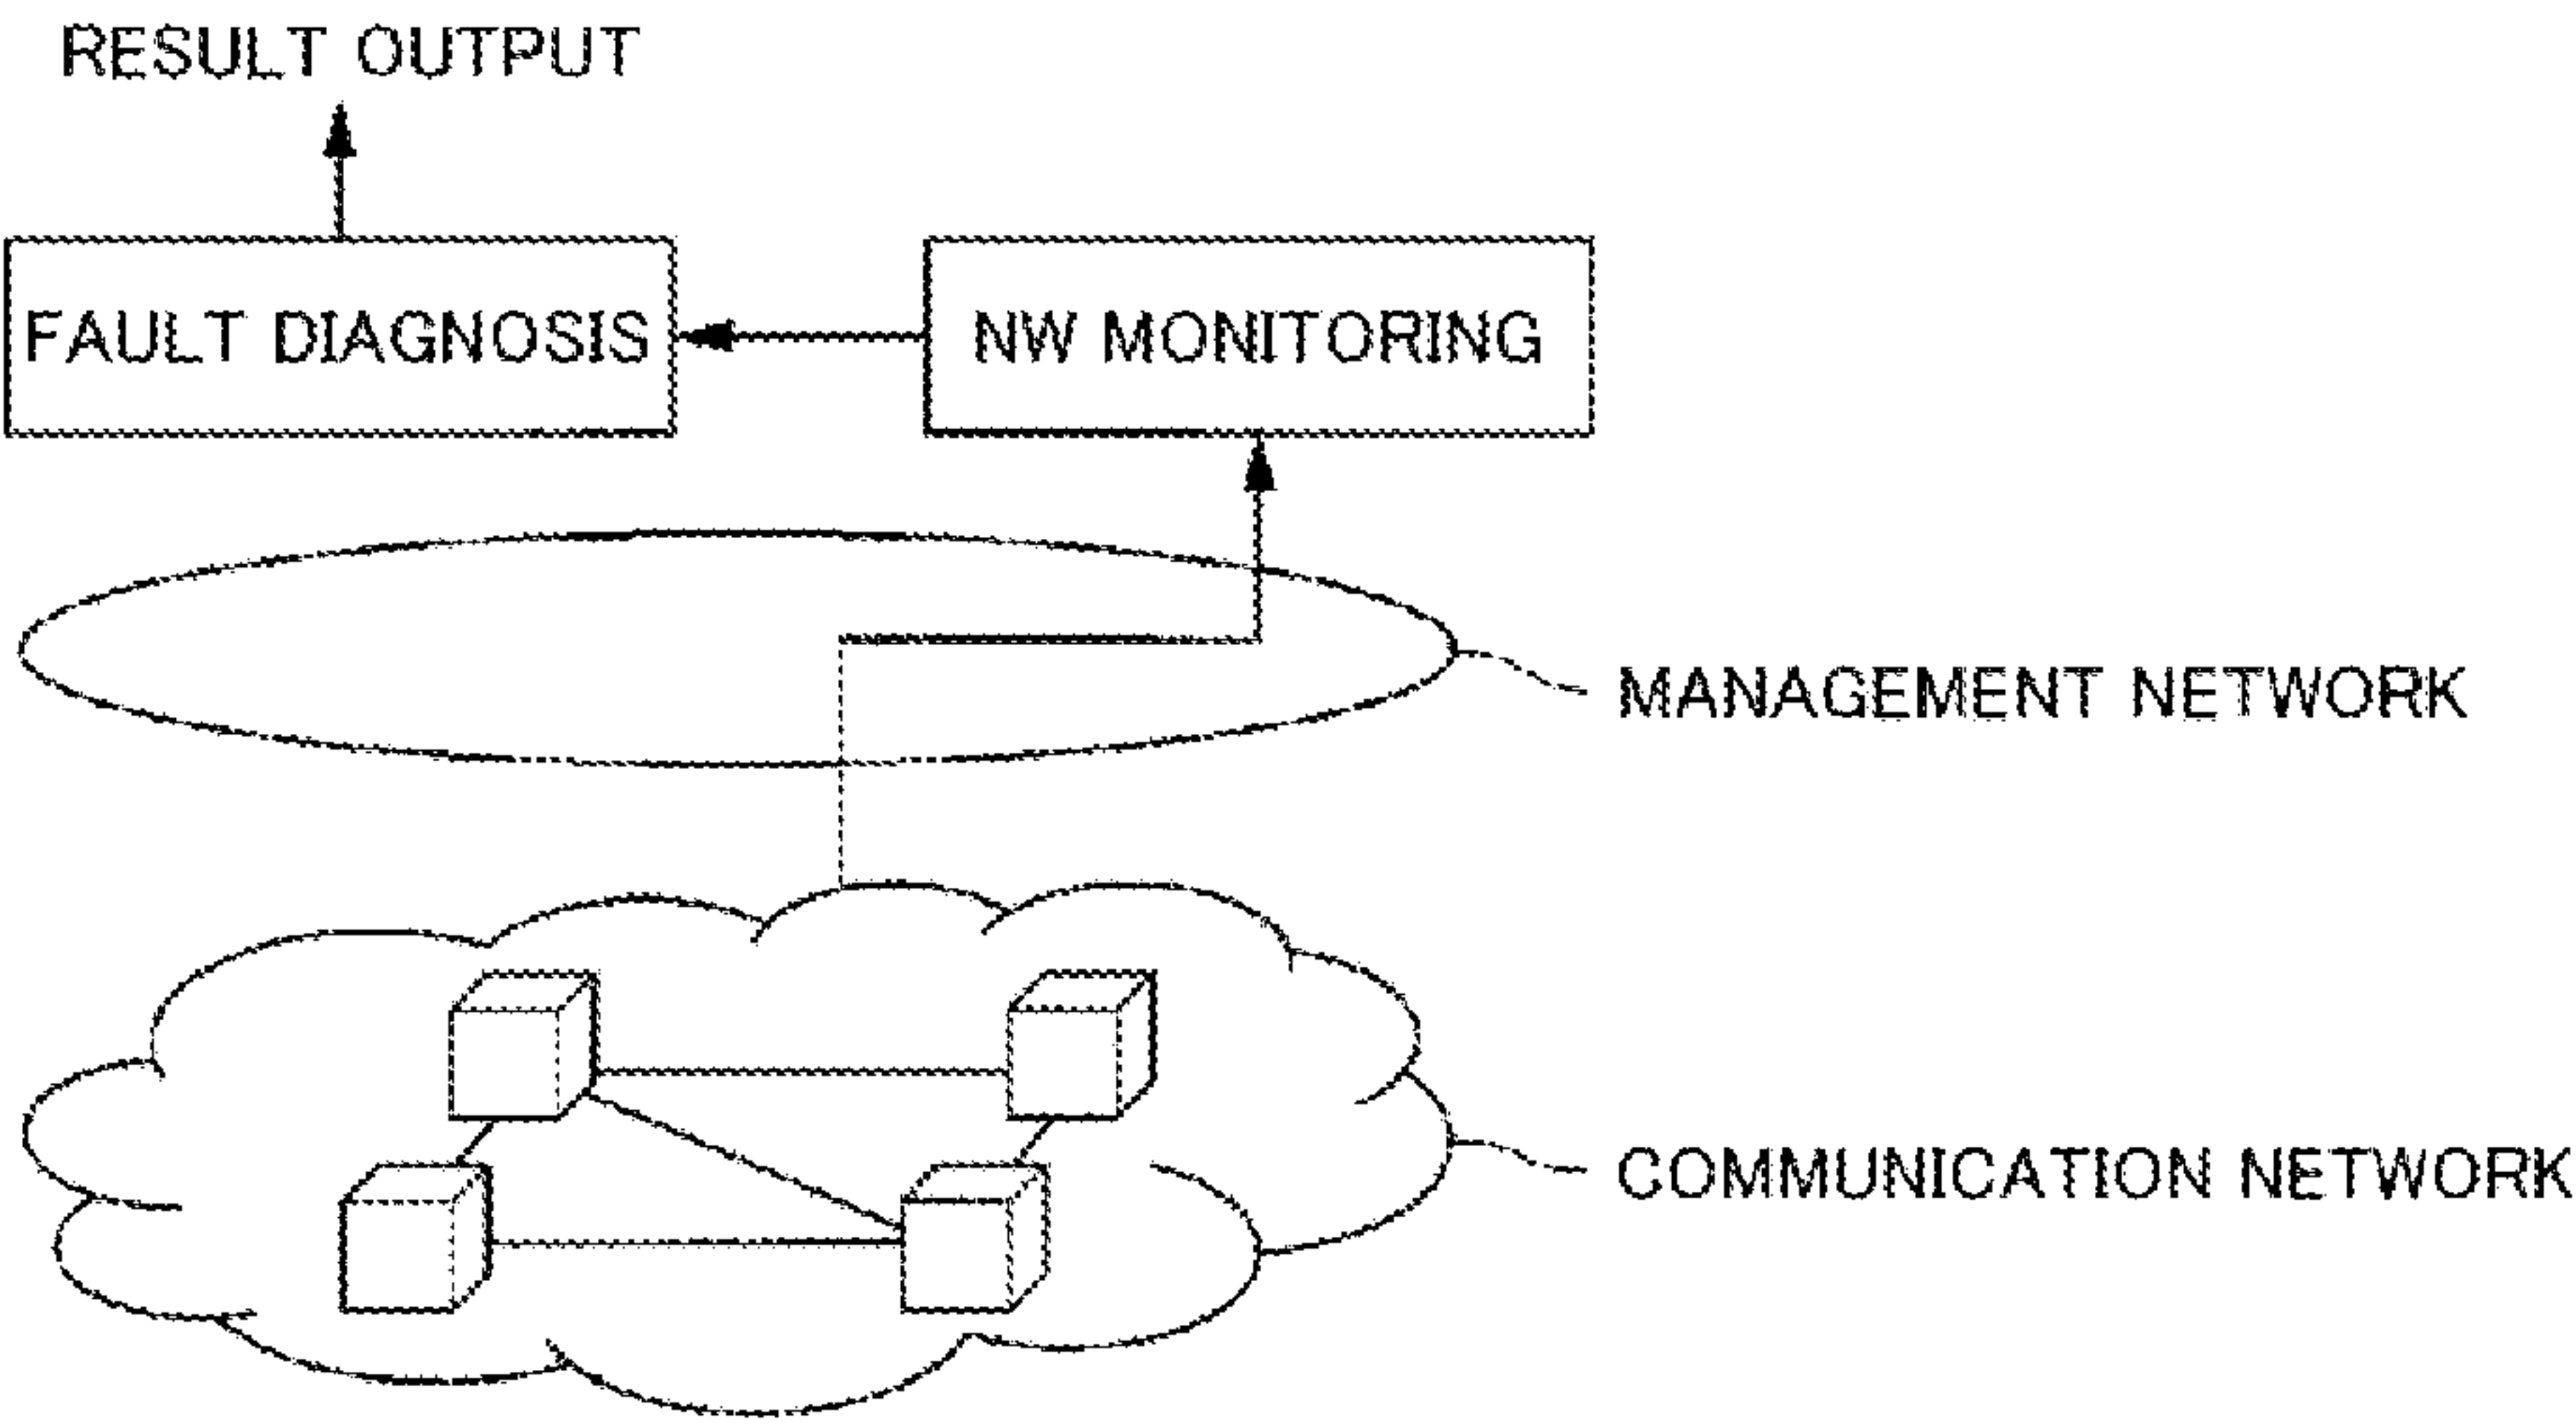 RESULT OUTPUT
FAULT DIAGNOSIS
NW MONITORING
MANAGEMENT NETWORK
COMMUNICATION NETWORK